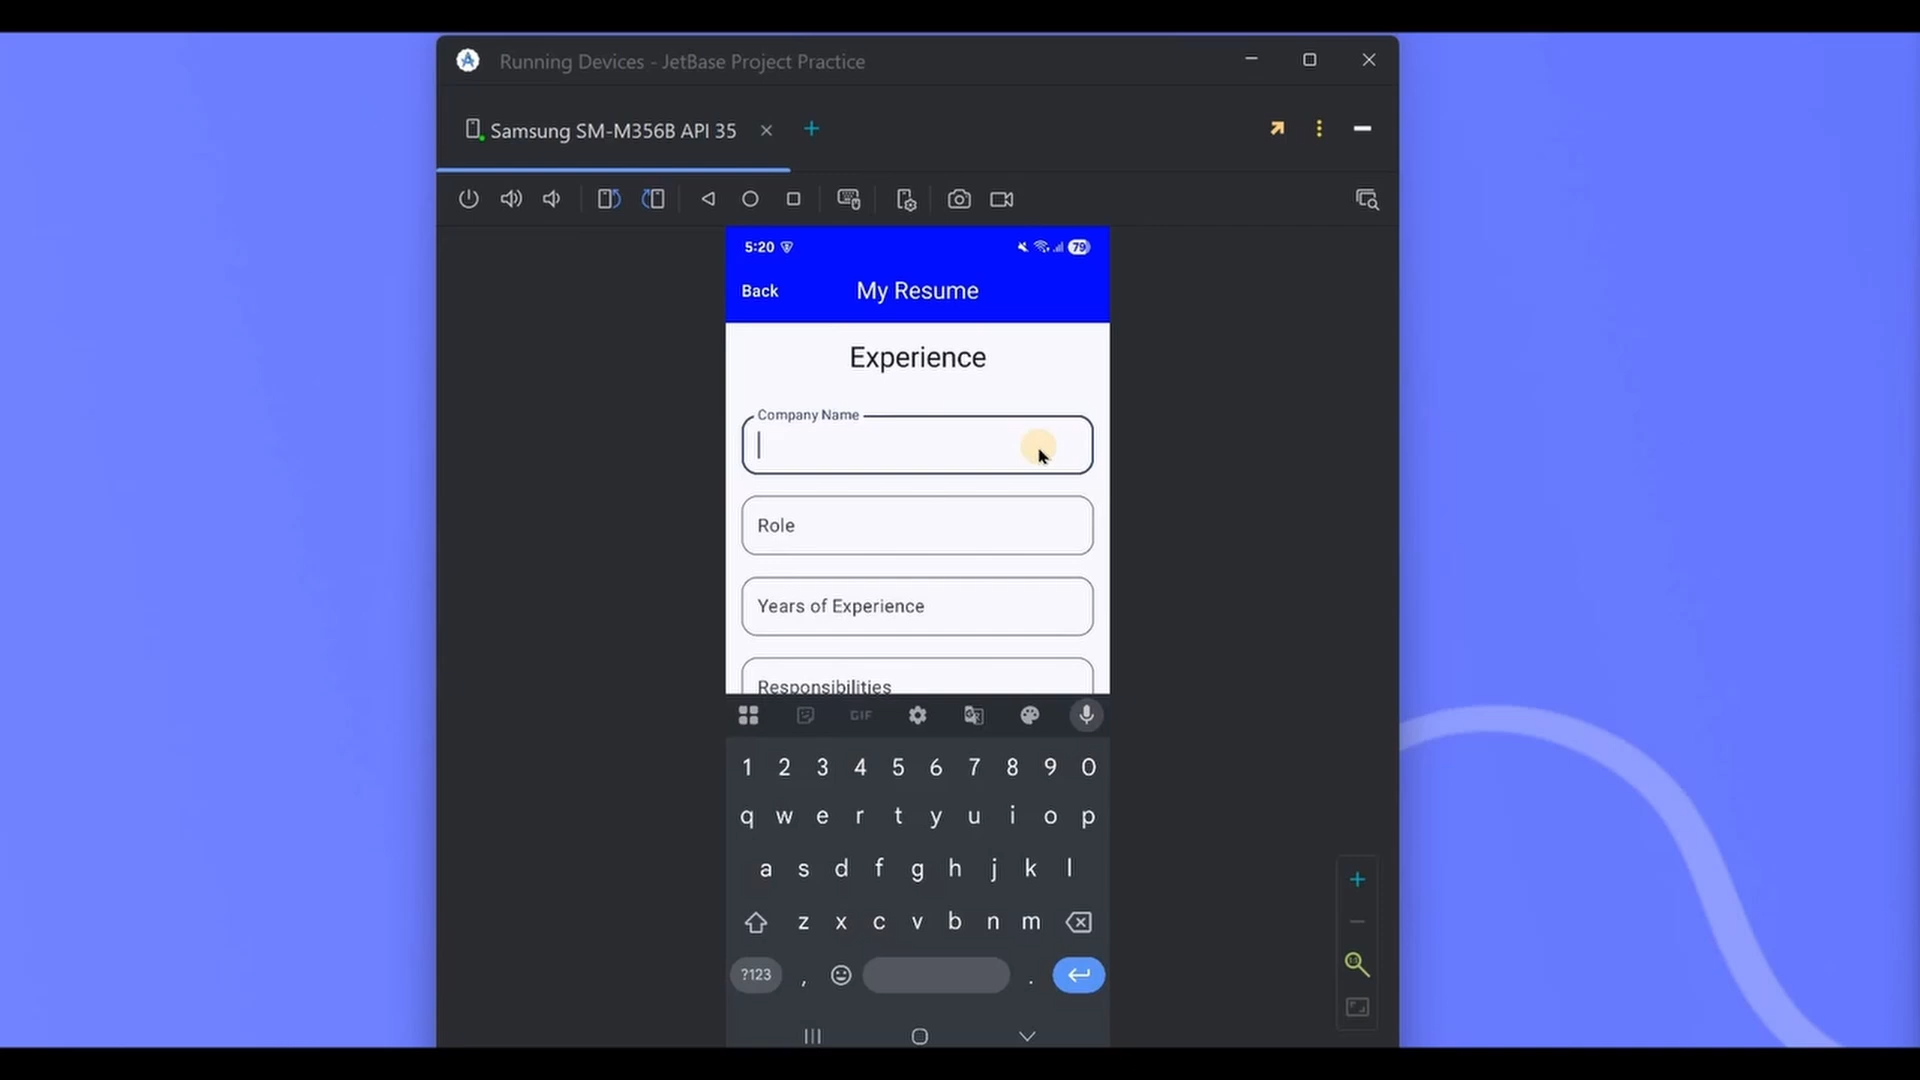 Running Devices - JetBase Project Practice
Samsung SM-M356B API 35
5:20
79
Back
My Resume
Experience
Company Name
Role
Years of Experience
Responsibilities
GIF
1 2 3 4 5 6 7 8 9 0
q w e r t y u i o p
a s d f g h j k l
z x c v b n m
?123 , .